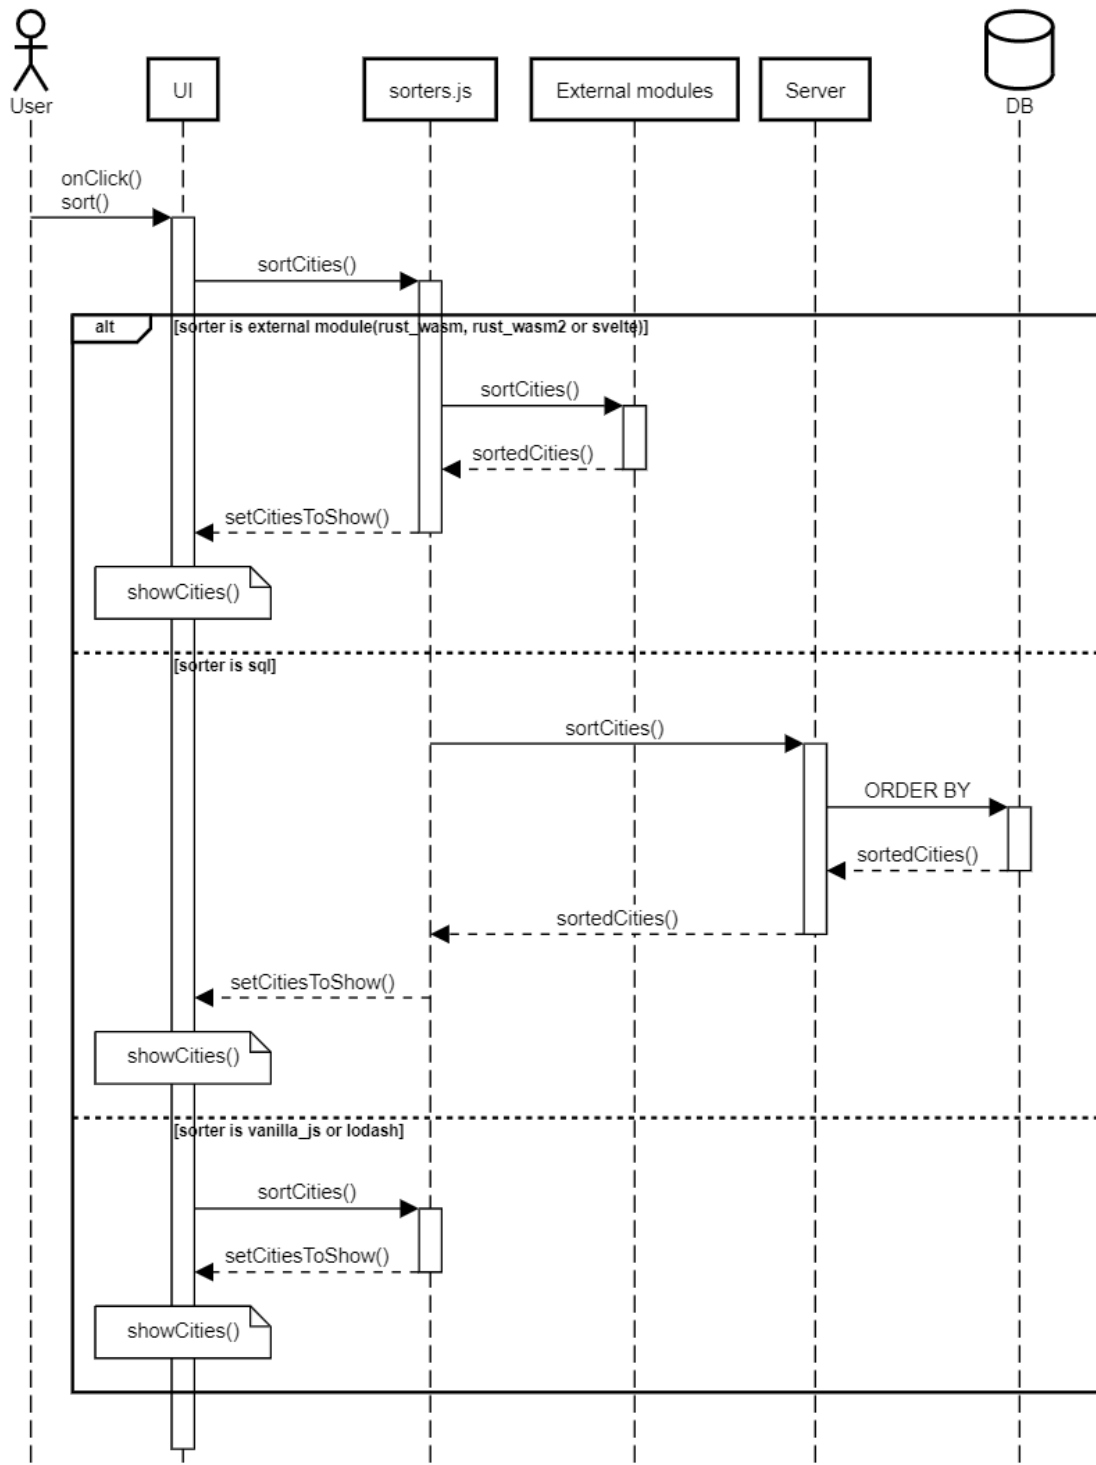 User
UI
sorters.js
External modules
Server
DB
onClick()
sort()
sortCities()
alt
[sorter is external module(rust_wasm, rust_wasm2 or svelte)]
sortCities()
sortedCities()
setCitiesToShow()
showCities()
[sorter is sql]
sortCities()
ORDER BY
sortedCities()
sortedCities()
setCitiesToShow()
showCities()
[sorter is vanilla_js or lodash]
sortCities()
setCitiesToShow()
showCities()